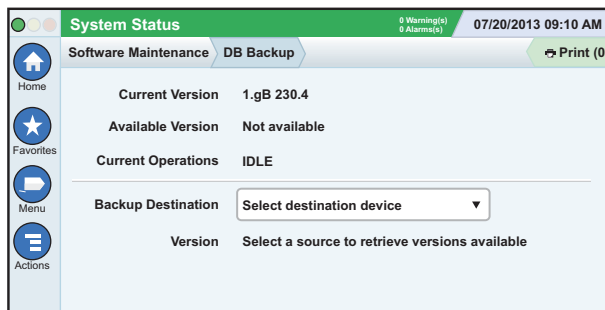 System Status
0 Warning(s)
0 Alarms(s)
07/20/2013 09:10 AM
Software Maintenance
DB Backup
Print (0
Home
Favorites
Menu
Actions
Current Version 1.gB 230.4
Available Version Not available
Current Operations IDLE
Backup Destination Select destination device
Version Select a source to retrieve versions available